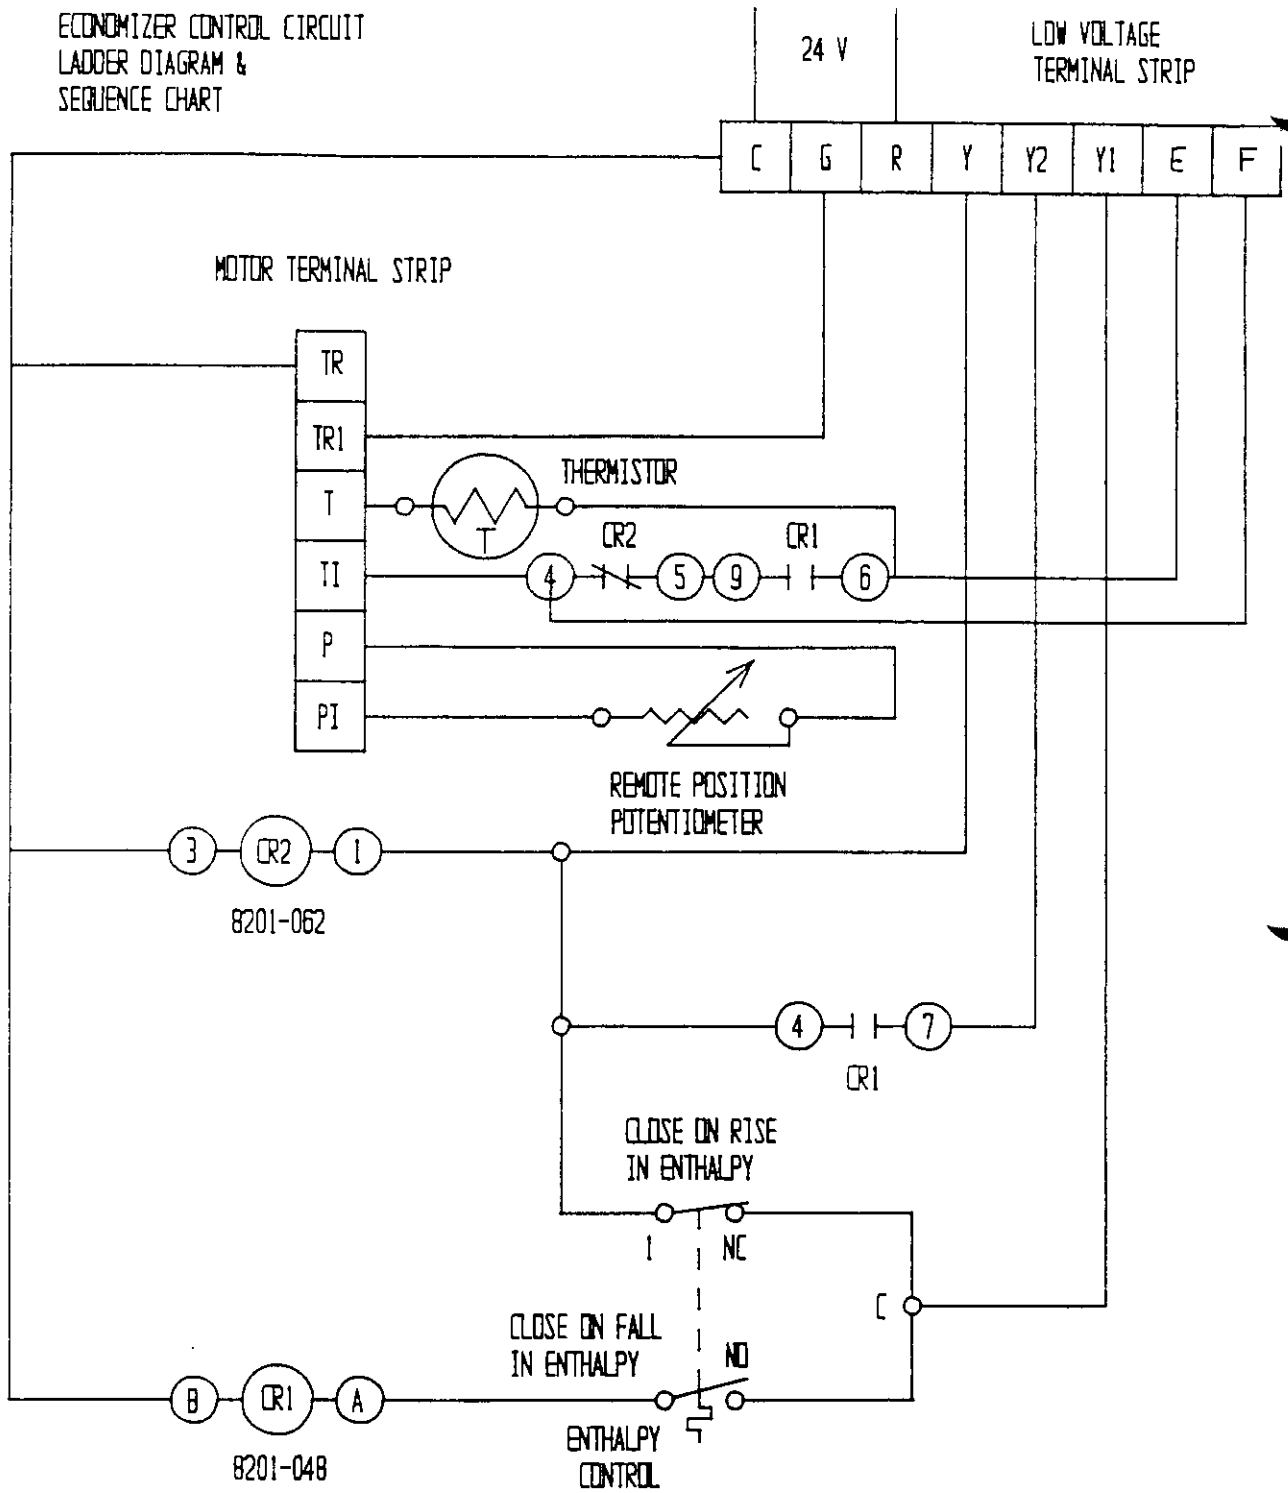 ECONOMIZER CONTROL CIRCUIT
LADDER DIAGRAM &
SEQUENCE CHART
24 V
LOW VOLTAGE
TERMINAL STRIP
C G R Y Y2 Y1 E F
MOTOR TERMINAL STRIP
TR
TR1
T
TI
P
PI
THERMISTOR
T
CR2
CR1
4 5 9 6
REMOTE POSITION
POTENTIOMETER
3 CR2 1
8201-062
4 7
CR1
CLOSE ON RISE
IN ENTHALPY
1 NC
C
CLOSE ON FALL
IN ENTHALPY
NO
B CR1 A
8201-048
ENTHALPY
CONTROL